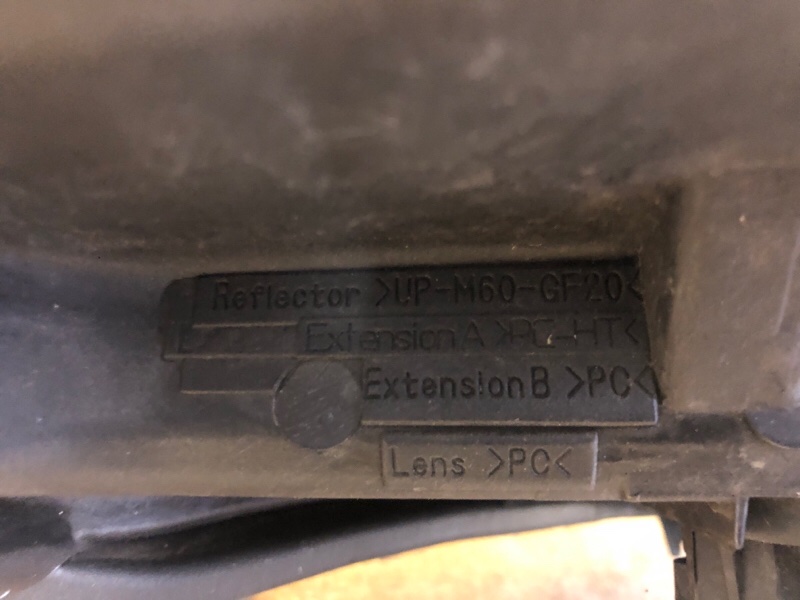 Reflector >UP-M60-GF20<
Extension A >PC-HT<
Extension B >PC<
Lens >PC<